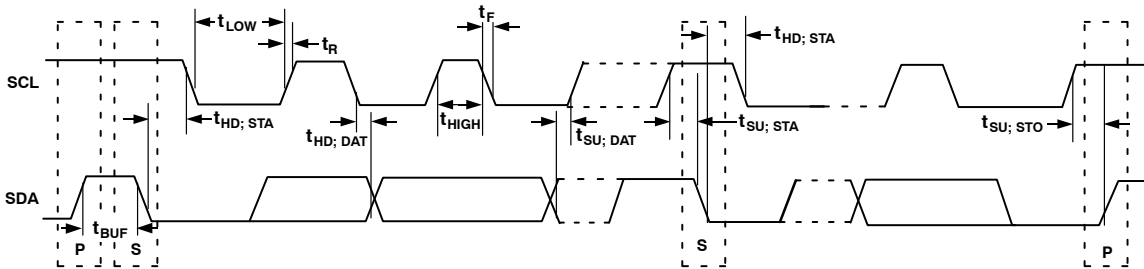 tLOW
tR
tF
tHD; STA
SCL
tHD; STA
tHD; DAT
tHIGH
tSU; DAT
tSU; STA
tSU; STO
SDA
tBUF
P
S
S
P